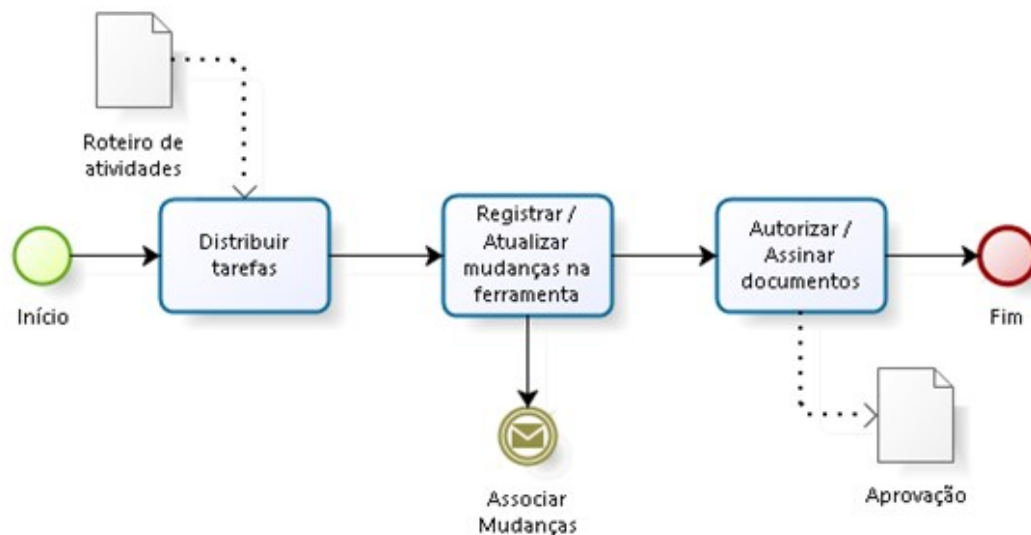 Roteiro de
atividades
Início
Distribuir
tarefas
Registrar /
Atualizar
mudanças na
ferramenta
Autorizar /
Assinar
documentos
Fim
Associar
Mudanças
Aprovação